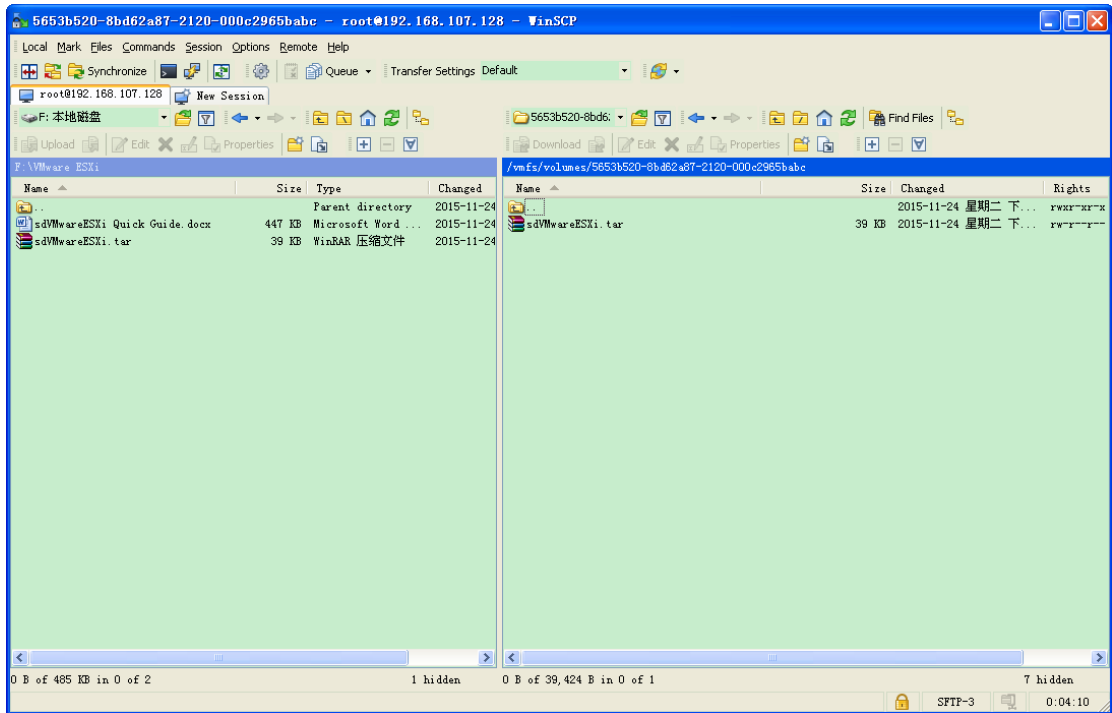 5653b520-8bd62a87-2120-000c2965babc - root@192.168.107.128 - WinSCP
Local Mark Files Commands Session Options Remote Help
Synchronize Queue Transfer Settings Default
root@192.168.107.128 New Session
F: 本地磁盘 5653b520-8bd6: Find Files
Upload Edit Properties Download Edit Properties
F:\VMware ESXi /vmfs/volumes/5653b520-8bd62a87-2120-000c2965babc
Name Size Type Changed Name Size Changed Rights
.. Parent directory 2015-11-24 .. 2015-11-24 星期二 下... rwxr-xr-x
sdVMwareESXi Quick Guide.docx 447 KB Microsoft Word ... 2015-11-24 sdVMwareESXi.tar 39 KB 2015-11-24 星期二 下... rw-r--r--
sdVMwareESXi.tar 39 KB WinRAR 压缩文件 2015-11-24
0 B of 485 KB in 0 of 2 1 hidden 0 B of 39,424 B in 0 of 1 7 hidden
SFTP-3 0:04:10